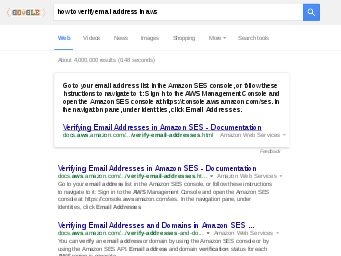 GOOGLE
how to verify email address in aws
Web Videos News Images Shopping More Search tools
About 4,000,000 results (0.48 seconds)
Go to your email address list in the Amazon SES console, or follow these
instructions to navigate to it: Sign in to the AWS Management Console and
open the Amazon SES console at https://console.aws.amazon.com/ses. In
the navigation pane, under Identities, click Email Addresses.
Verifying Email Addresses in Amazon SES - Documentation
docs.aws.amazon.com/.../verify-email-addresses.html Amazon Web Services
Feedback
Verifying Email Addresses in Amazon SES - Documentation
docs.aws.amazon.com/.../verify-email-addresses.ht... Amazon Web Services
Go to your email address list in the Amazon SES console, or follow these instructions
to navigate to it: Sign in to the AWS Management Console and open the Amazon SES
console at https://console.aws.amazon.com/ses. In the navigation pane, under
Identities, click Email Addresses.
Verifying Email Addresses and Domains in Amazon SES ...
docs.aws.amazon.com/.../verify-addresses-and-do... Amazon Web Services
You can verify an email address or domain by using the Amazon SES console or by
using the Amazon SES API. Email address and domain verification status for each